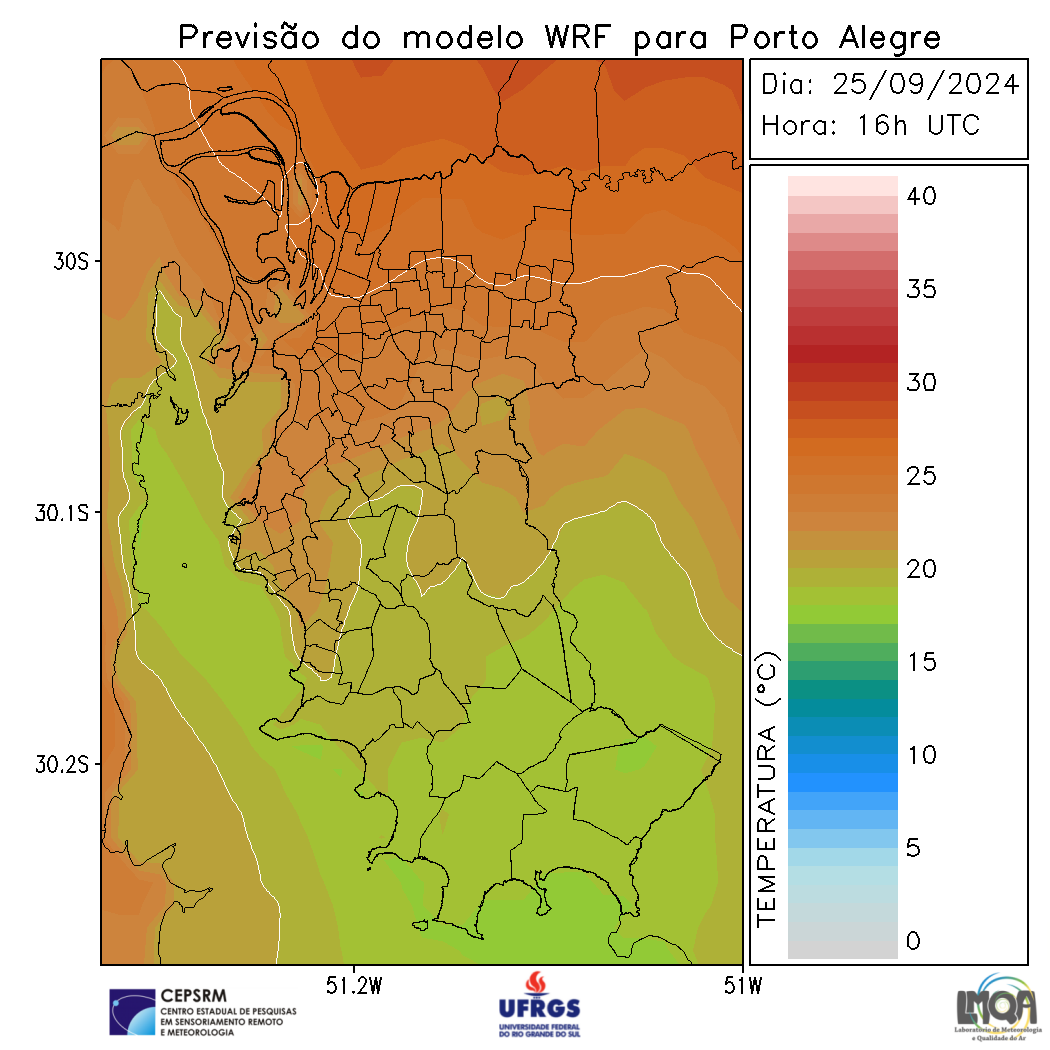 Previsão do modelo WRF para Porto Alegre
Dia: 25/09/2024
Hora: 16h UTC
40
35
30
25
20
15
10
5
0
TEMPERATURA (°C)
30S
30.1S
30.2S
51.2W
51W
CEPSRM
CENTRO ESTADUAL DE PESQUISAS
EM SENSORIAMENTO REMOTO
E METEOROLOGIA
UFRGS
UNIVERSIDADE FEDERAL
DO RIO GRANDE DO SUL
LMQA
Laboratório de Meteorologia
e Qualidade do Ar